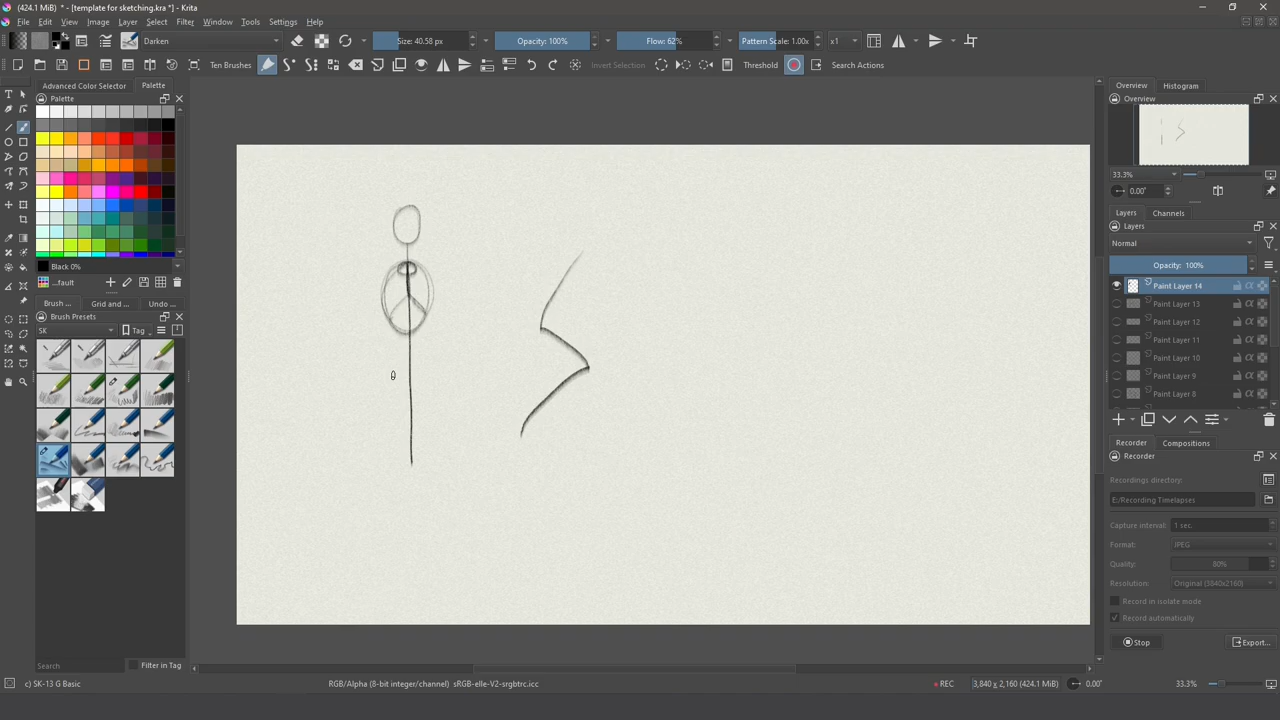 (424.1 MiB) * [template for sketching.kra *] - Krita
File Edit View Image Layer Select Filter Window Tools Settings Help
Darken
Size: 40.58 px
Opacity: 100%
Flow: 62%
Pattern Scale: 1.00x
x1
Ten Brushes
Invert Selection
Threshold
Search Actions
Advanced Color Selector
Palette
Palette
Black 0%
...fault
Brush ...
Grid and ...
Undo ...
Brush Presets
SK
Tag
Search
Filter in Tag
Overview
Histogram
Overview
33.3%
0.00°
Layers
Channels
Layers
Normal
Opacity: 100%
Paint Layer 14
Paint Layer 13
Paint Layer 12
Paint Layer 11
Paint Layer 10
Paint Layer 9
Paint Layer 8
Recorder
Compositions
Recorder
Recordings directory:
E:/Recording Timelapses
Capture interval: 1 sec.
Format: JPEG
Quality: 80%
Resolution: Original (3840x2160)
Record in isolate mode
Record automatically
Stop
Export...
c) SK-13 G Basic
RGB/Alpha (8-bit integer/channel) sRGB-elle-V2-srgbtrc.icc
REC
3,840 x 2,160 (424.1 MiB)
0.00°
33.3%